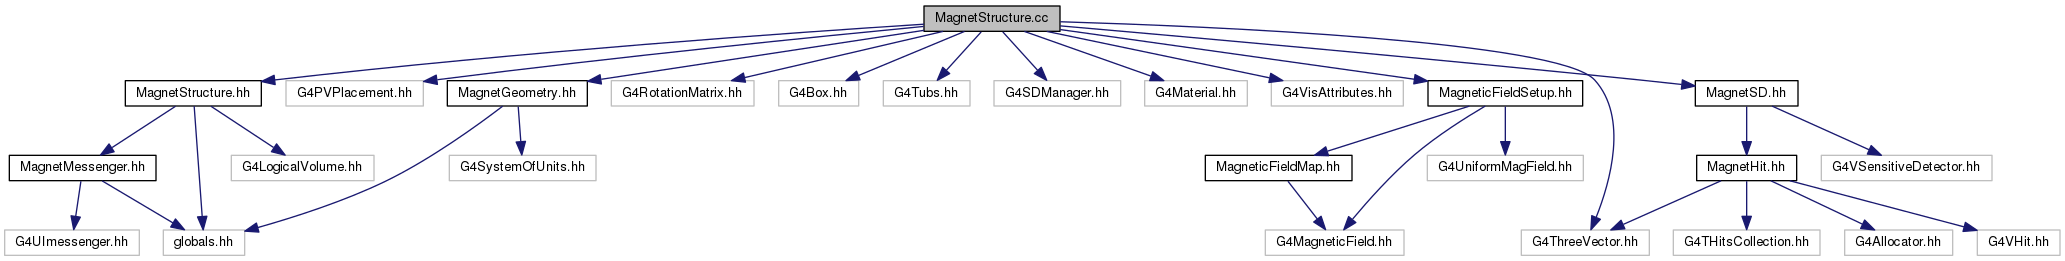 MagnetStructure.cc
MagnetStructure.hh
G4PVPlacement.hh
MagnetGeometry.hh
G4RotationMatrix.hh
G4Box.hh
G4Tubs.hh
G4SDManager.hh
G4Material.hh
G4VisAttributes.hh
MagneticFieldSetup.hh
MagnetSD.hh
MagnetMessenger.hh
G4LogicalVolume.hh
G4SystemOfUnits.hh
MagneticFieldMap.hh
G4UniformMagField.hh
MagnetHit.hh
G4VSensitiveDetector.hh
G4UImessenger.hh
globals.hh
G4MagneticField.hh
G4ThreeVector.hh
G4THitsCollection.hh
G4Allocator.hh
G4VHit.hh